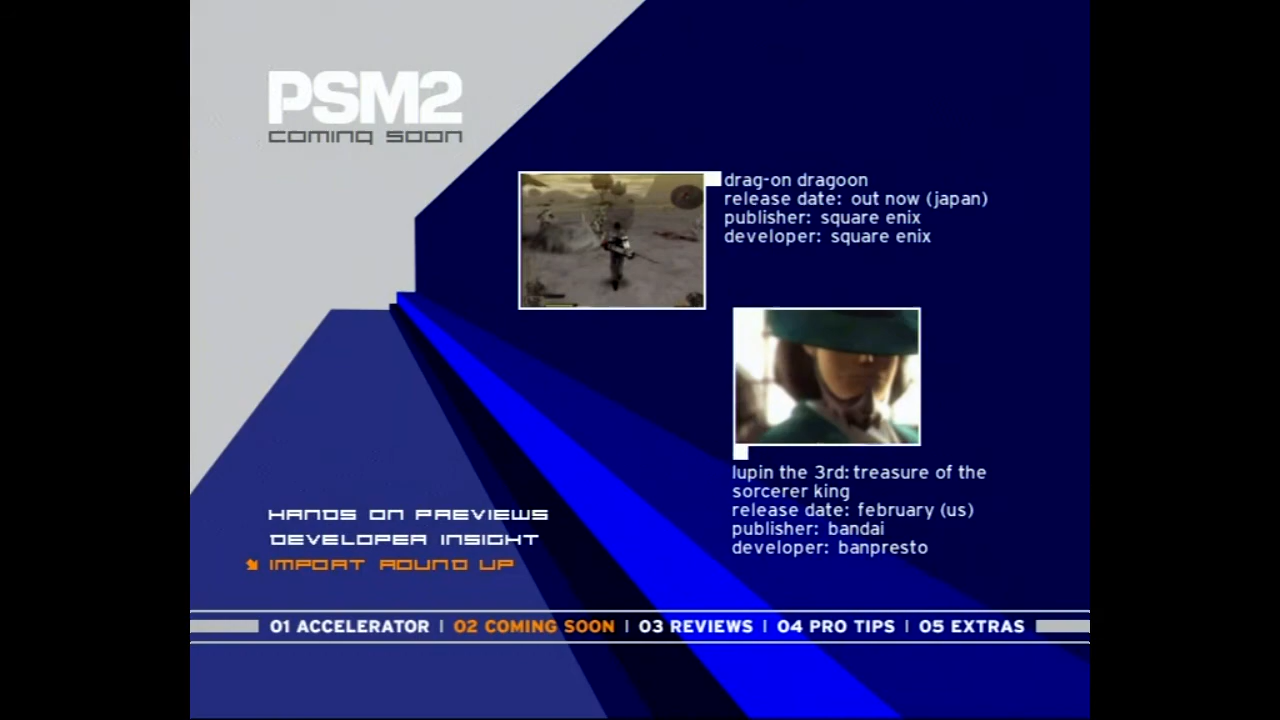 PSM2
coming soon
drag-on dragoon
release date: out now (japan)
publisher: square enix
developer: square enix
lupin the 3rd: treasure of the
sorcerer king
release date: february (us)
publisher: bandai
developer: banpresto
HANDS ON PREVIEWS
DEVELOPER INSIGHT
IMPORT ROUND UP
01 ACCELERATOR | 02 COMING SOON | 03 REVIEWS | 04 PRO TIPS | 05 EXTRAS